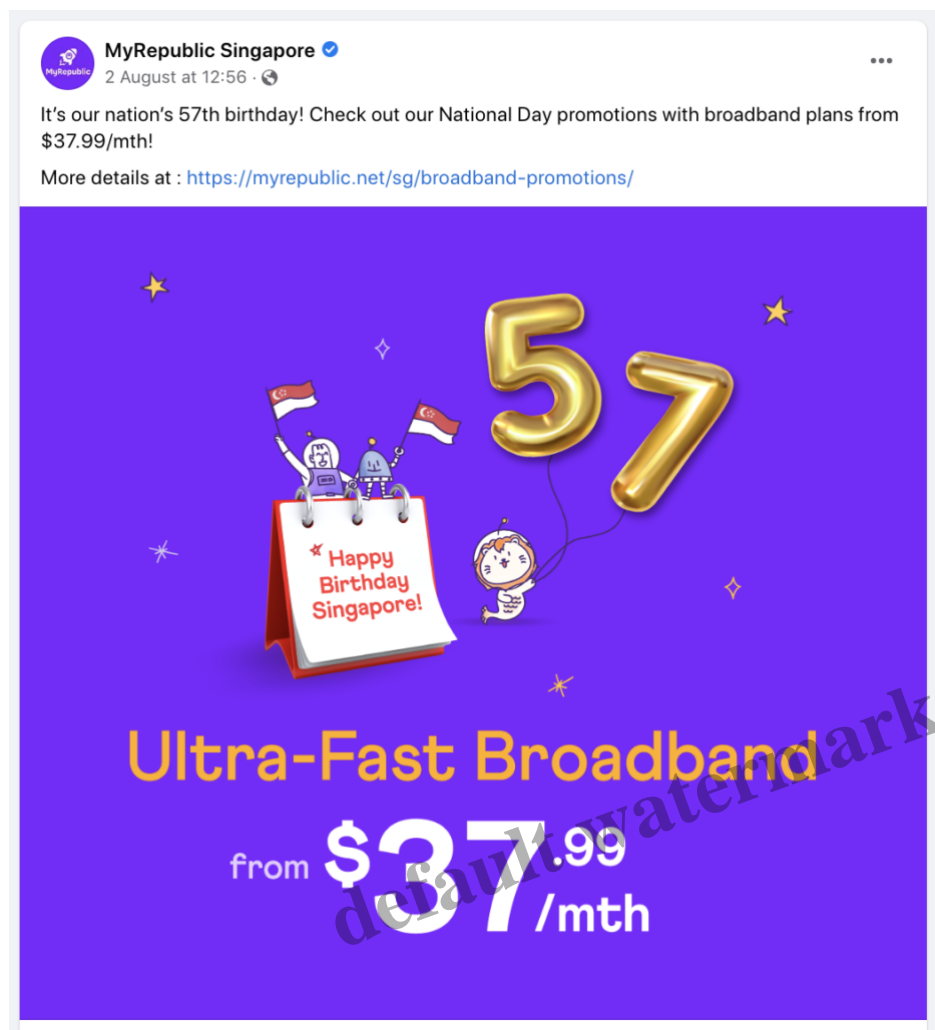 MyRepublic Singapore
MyRepublic
2 August at 12:56 ·
It's our nation's 57th birthday! Check out our National Day promotions with broadband plans from
$37.99/mth!
More details at : https://myrepublic.net/sg/broadband-promotions/
57
Happy
Birthday
Singapore!
Ultra-Fast Broadband
from $37.99
/mth
default watermark